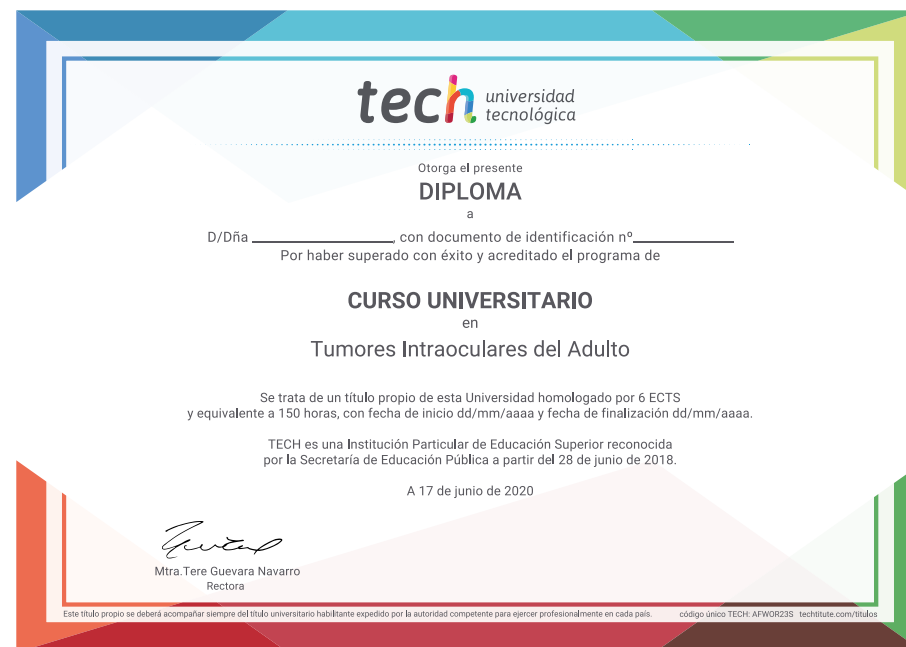 tech universidad
tecnológica
Otorga el presente
DIPLOMA
a
D/Dña ____________________, con documento de identificación nº______________
Por haber superado con éxito y acreditado el programa de
CURSO UNIVERSITARIO
en
Tumores Intraoculares del Adulto
Se trata de un título propio de esta Universidad homologado por 6 ECTS
y equivalente a 150 horas, con fecha de inicio dd/mm/aaaa y fecha de finalización dd/mm/aaaa.
TECH es una Institución Particular de Educación Superior reconocida
por la Secretaría de Educación Pública a partir del 28 de junio de 2018.
A 17 de junio de 2020
Mtra.Tere Guevara Navarro
Rectora
Este título propio se deberá acompañar siempre del título universitario habilitante expedido por la autoridad competente para ejercer profesionalmente en cada país. código único TECH: AFWOR23S techtitute.com/títulos